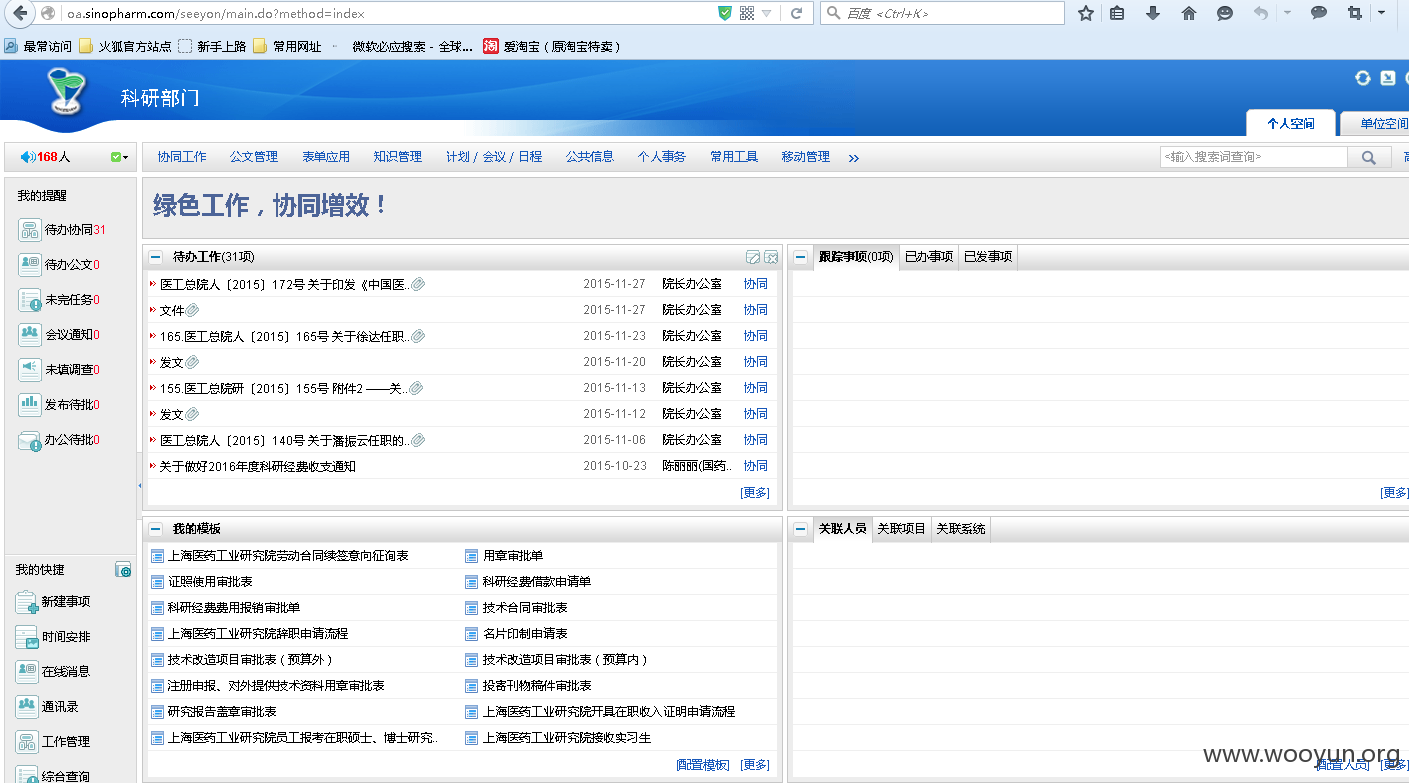 oa.sinopharm.com/seeyon/main.do?method=index
百度 <Ctrl+K>
最常访问 火狐官方站点 新手上路 常用网址 微软必应搜索 - 全球... 淘 爱淘宝（原淘宝特卖）
科研部门
个人空间 单位空间
168人
协同工作 公文管理 表单应用 知识管理 计划 / 会议 / 日程 公共信息 个人事务 常用工具 移动管理 »
<输入搜索词查询>
我的提醒
待办协同31
待办公文0
未完任务0
会议通知0
未填调查0
发布待批0
办公待批0
我的快捷
新建事项
时间安排
在线消息
通讯录
工作管理
综合查询
绿色工作，协同增效！
待办工作(31项)
医工总院人〔2015〕172号 关于印发《中国医.. 2015-11-27 院长办公室 协同
文件 2015-11-27 院长办公室 协同
165.医工总院人〔2015〕165号 关于徐达任职.. 2015-11-23 院长办公室 协同
发文 2015-11-20 院长办公室 协同
155.医工总院研〔2015〕155号 附件2 ——关.. 2015-11-13 院长办公室 协同
发文 2015-11-12 院长办公室 协同
医工总院人〔2015〕140号 关于潘振云任职的.. 2015-11-06 院长办公室 协同
关于做好2016年度科研经费收支通知 2015-10-23 陈丽丽(国药.. 协同
[更多]
跟踪事项(0项) 已办事项 已发事项
[更多]
我的模板
上海医药工业研究院劳动合同续签意向征询表 用章审批单
证照使用审批表 科研经费借款申请单
科研经费费用报销审批单 技术合同审批表
上海医药工业研究院辞职申请流程 名片印制申请表
技术改造项目审批表（预算外） 技术改造项目审批表（预算内）
注册申报、对外提供技术资料用章审批表 投寄刊物稿件审批表
研究报告盖章审批表 上海医药工业研究院开具在职收入证明申请流程
上海医药工业研究院员工报考在职硕士、博士研究.. 上海医药工业研究院接收实习生
[配置模板] [更多]
关联人员 关联项目 关联系统
[配置人员] [更多]
www.wooyun.org